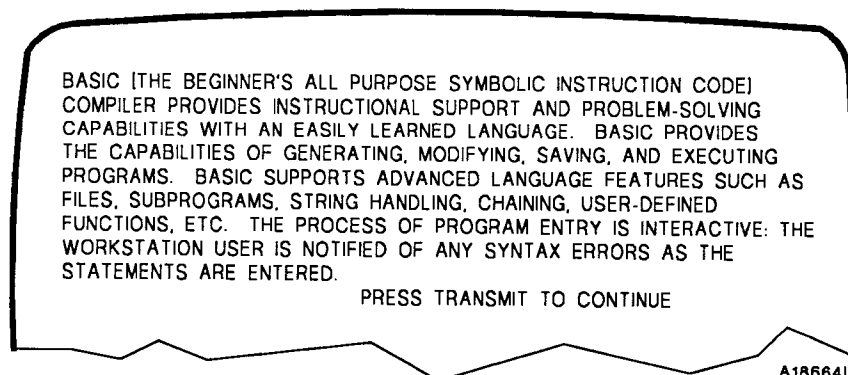 BASIC [THE BEGINNER'S ALL PURPOSE SYMBOLIC INSTRUCTION CODE]
COMPILER PROVIDES INSTRUCTIONAL SUPPORT AND PROBLEM-SOLVING
CAPABILITIES WITH AN EASILY LEARNED LANGUAGE. BASIC PROVIDES
THE CAPABILITIES OF GENERATING, MODIFYING, SAVING, AND EXECUTING
PROGRAMS. BASIC SUPPORTS ADVANCED LANGUAGE FEATURES SUCH AS
FILES, SUBPROGRAMS, STRING HANDLING, CHAINING, USER-DEFINED
FUNCTIONS, ETC. THE PROCESS OF PROGRAM ENTRY IS INTERACTIVE: THE
WORKSTATION USER IS NOTIFIED OF ANY SYNTAX ERRORS AS THE
STATEMENTS ARE ENTERED.
PRESS TRANSMIT TO CONTINUE